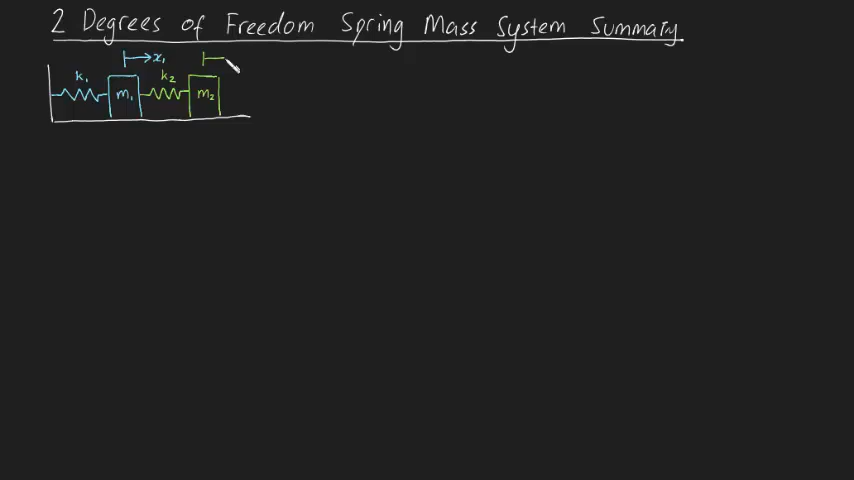 2 Degrees of Freedom Spring Mass System Summary
x₁
k₁ k₂
m₁ m₂